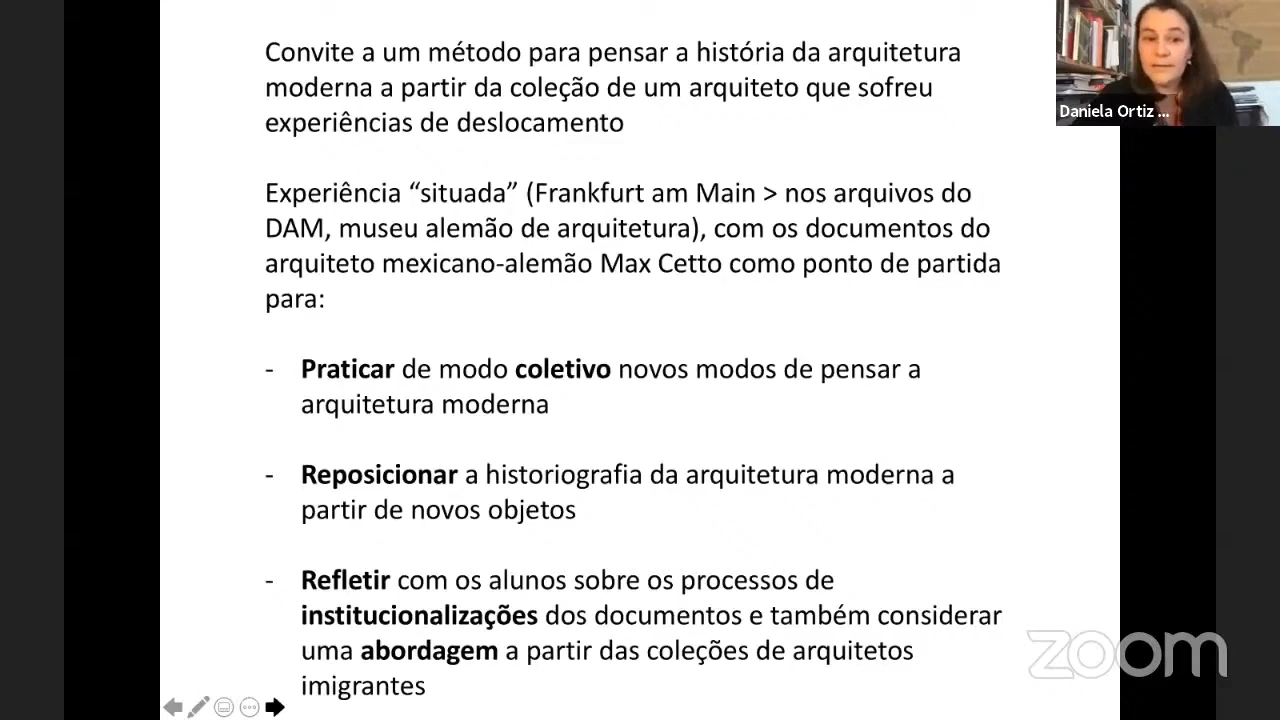 Convite a um método para pensar a história da arquitetura
moderna a partir da coleção de um arquiteto que sofreu
experiências de deslocamento
Experiência “situada” (Frankfurt am Main > nos arquivos do
DAM, museu alemão de arquitetura), com os documentos do
arquiteto mexicano-alemão Max Cetto como ponto de partida
para:
- Praticar de modo coletivo novos modos de pensar a
arquitetura moderna
- Reposicionar a historiografia da arquitetura moderna a
partir de novos objetos
- Refletir com os alunos sobre os processos de
institucionalizações dos documentos e também considerar
uma abordagem a partir das coleções de arquitetos
imigrantes
Daniela Ortiz ...
zoom